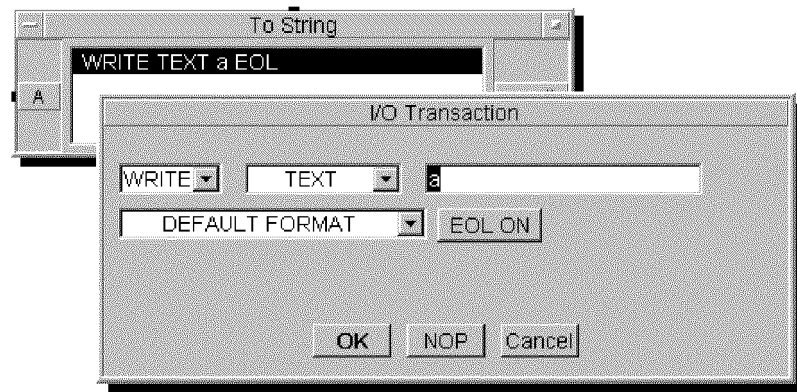 To String
WRITE TEXT a EOL
A
I/O Transaction
WRITE TEXT a
DEFAULT FORMAT EOL ON
OK NOP Cancel